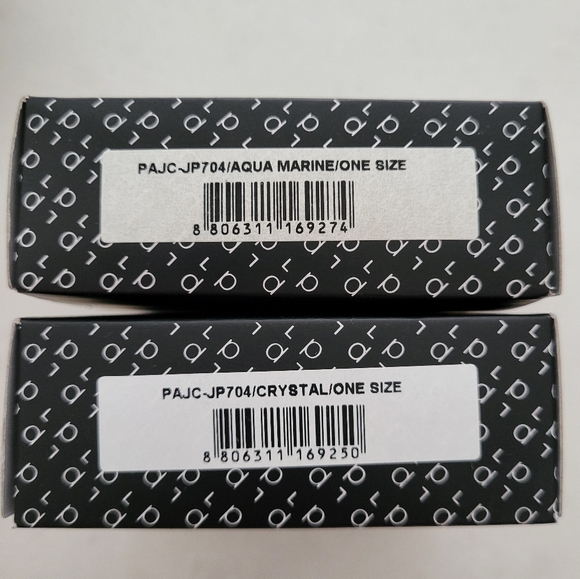 PAJC-JP704/AQUA MARINE/ONE SIZE
8 806311 169274
PAJC-JP704/CRYSTAL/ONE SIZE
8 806311 169250